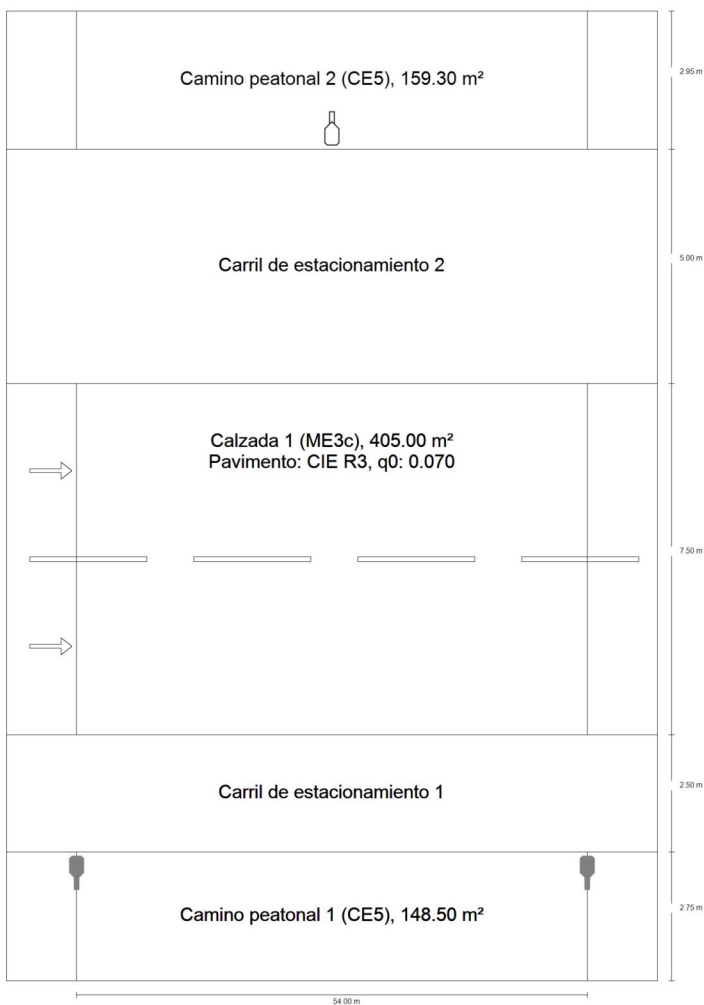 Camino peatonal 2 (CE5), 159.30 m²
2.95 m
Carril de estacionamiento 2
5.00 m
Calzada 1 (ME3c), 405.00 m²
Pavimento: CIE R3, q0: 0.070
7.50 m
Carril de estacionamiento 1
2.50 m
Camino peatonal 1 (CE5), 148.50 m²
2.75 m
54.00 m